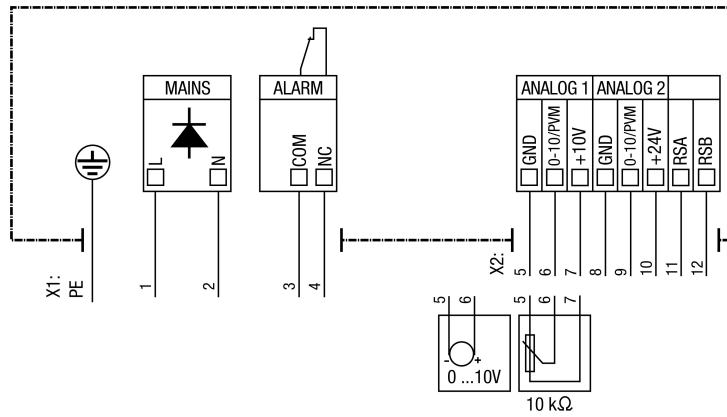 MAINS
ALARM
ANALOG 1
ANALOG 2
L
N
COM
NC
GND
0-10/PVM
+10V
GND
0-10/PVM
+24V
RSA
RSB
X1:
PE
1
2
3
4
X2:
5
6
7
8
9
10
11
12
5
6
5
6
7
- +
0 ...10V
10 kΩ